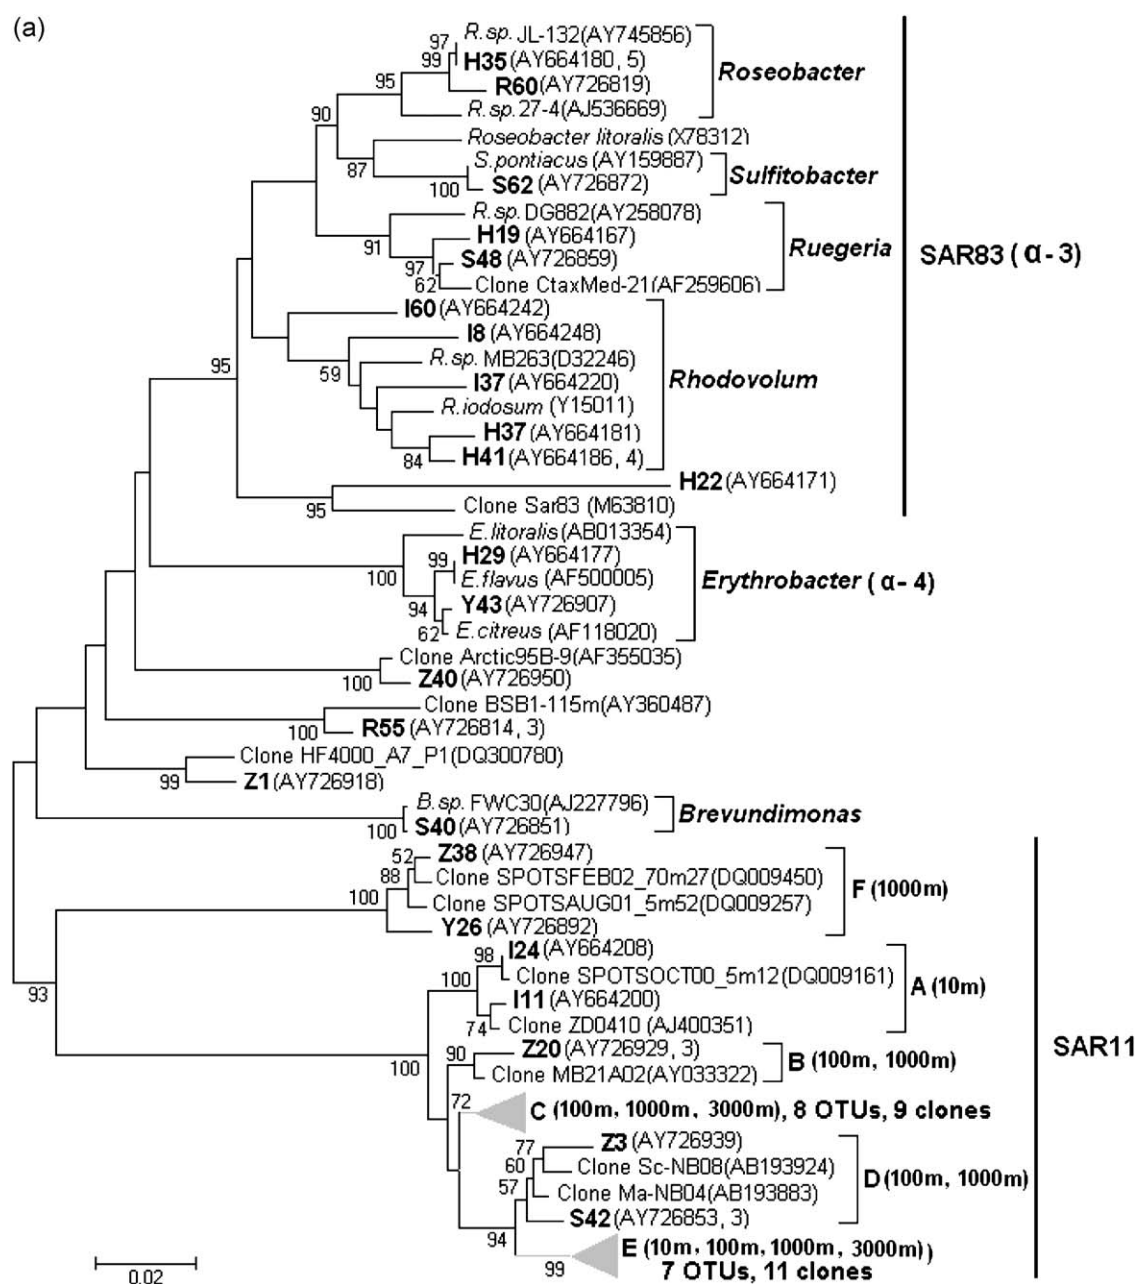 (a)
R.sp. JL-132(AY745856)
97
H35(AY664180, 5)
Roseobacter
99
R60(AY726819)
95
R.sp.27-4(AJ536669)
90
Roseobacter litoralis(X78312)
S.pontiacus(AY159887)
87
Sulfitobacter
100
S62(AY726872)
R.sp.DG882(AY258078)
H19(AY664167)
91
Ruegeria
SAR83(α-3)
S48(AY726859)
97
62
Clone CtaxMed-21(AF259606)
I60(AY664242)
I8(AY664248)
95
R.sp. MB263(D32246)
59
I37(AY664220)
Rhodovolum
R.iodosum (Y15011)
H37(AY664181)
84
H41(AY664186, 4)
H22(AY664171)
95
Clone Sar83 (M63810)
E.litoralis(AB013354)
99
H29(AY664177)
100
E.flavus(AF500005)
Erythrobacter(α-4)
94
Y43(AY726907)
62
E.citreus(AF118020)
Clone Arctic95B-9(AF355035)
100
Z40(AY726950)
Clone BSB1-115m(AY360487)
100
R55(AY726814, 3)
Clone HF4000_A7_P1(DQ300780)
99
Z1(AY726918)
B.sp. FWC30(AJ227796)
Brevundimonas
100
S40(AY726851)
52
Z38(AY726947)
88
Clone SPOTSFEB02_70m27(DQ009450)
F(1000m)
100
Clone SPOTSAUG01_5m52(DQ009257)
Y26(AY726892)
98
I24(AY664208)
100
Clone SPOTSOCT00_5m12(DQ009161)
A(10m)
93
I11(AY664200)
74
Clone ZD0410 (AJ400351)
SAR11
90
Z20(AY726929, 3)
100
B (100m, 1000m)
Clone MB21A02(AY033322)
72
C (100m, 1000m, 3000m), 8 OTUs, 9 clones
77
Z3(AY726939)
60
Clone Sc-NB08(AB193924)
D(100m, 1000m)
57
Clone Ma-NB04(AB193883)
S42(AY726853, 3)
94
E (10m, 100m, 1000m, 3000m))
99
7 OTUs, 11 clones
0.02